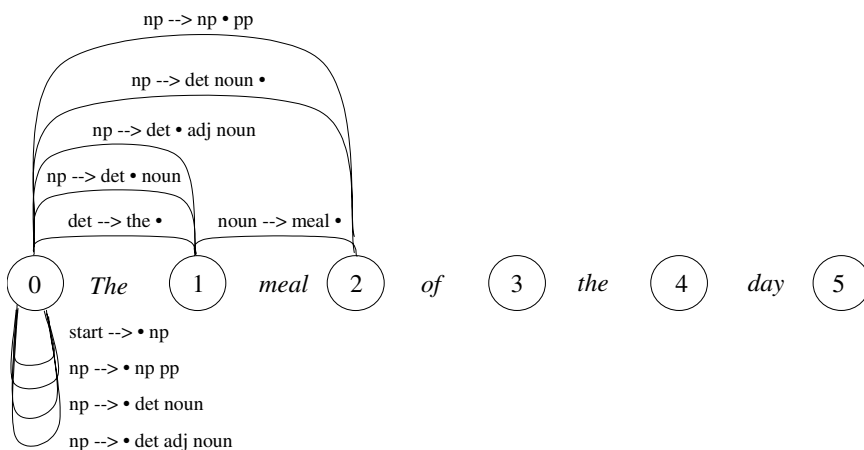 np --> np • pp
np --> det noun •
np --> det • adj noun
np --> det • noun
det --> the • noun --> meal •
0 The 1 meal 2 of 3 the 4 day 5
start --> • np
np --> • np pp
np --> • det noun
np --> • det adj noun